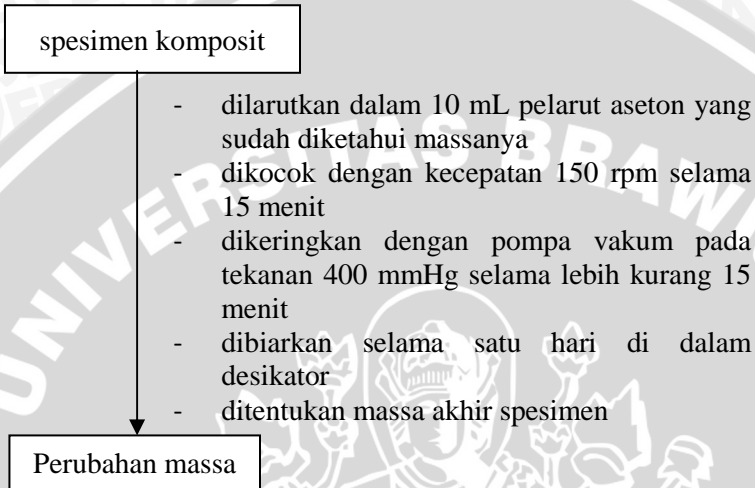 spesimen komposit
- dilarutkan dalam 10 mL pelarut aseton yang
sudah diketahui massanya
- dikocok dengan kecepatan 150 rpm selama
15 menit
- dikeringkan dengan pompa vakum pada
tekanan 400 mmHg selama lebih kurang 15
menit
- dibiarkan selama satu hari di dalam
desikator
- ditentukan massa akhir spesimen
Perubahan massa